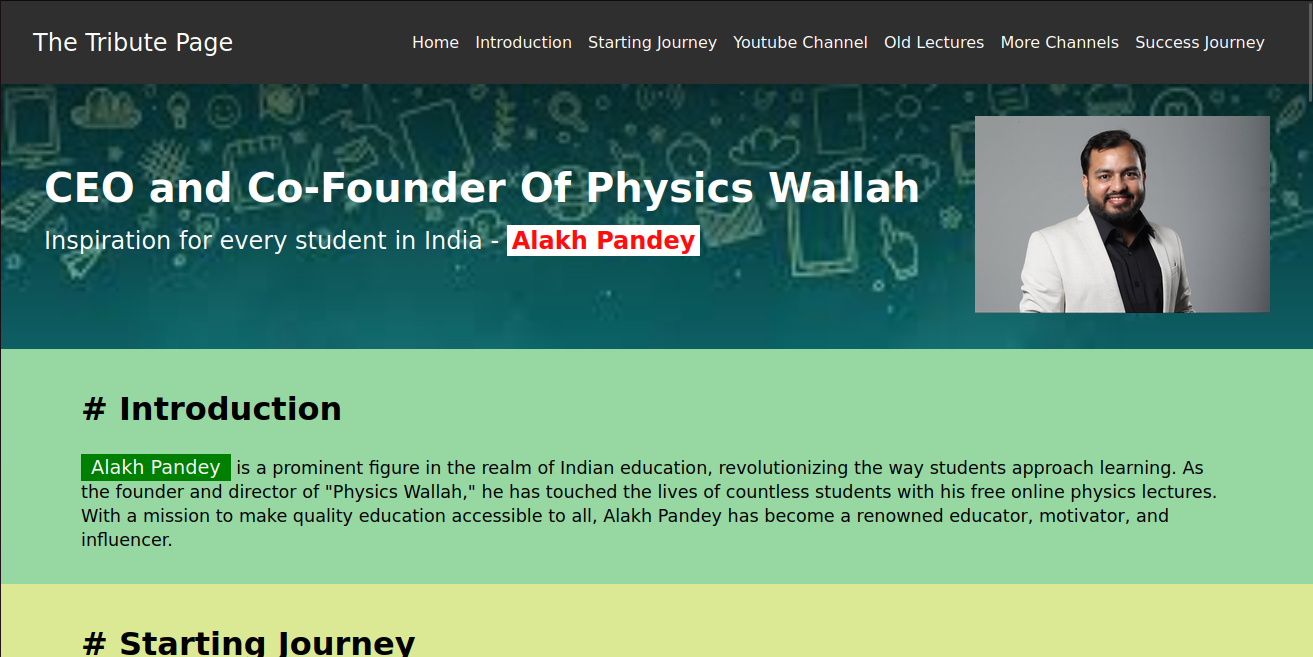 The Tribute Page
Home Introduction Starting Journey Youtube Channel Old Lectures More Channels Success Journey
CEO and Co-Founder Of Physics Wallah
Inspiration for every student in India - Alakh Pandey
# Introduction
Alakh Pandey is a prominent figure in the realm of Indian education, revolutionizing the way students approach learning. As
the founder and director of "Physics Wallah," he has touched the lives of countless students with his free online physics lectures.
With a mission to make quality education accessible to all, Alakh Pandey has become a renowned educator, motivator, and
influencer.
# Starting Journey